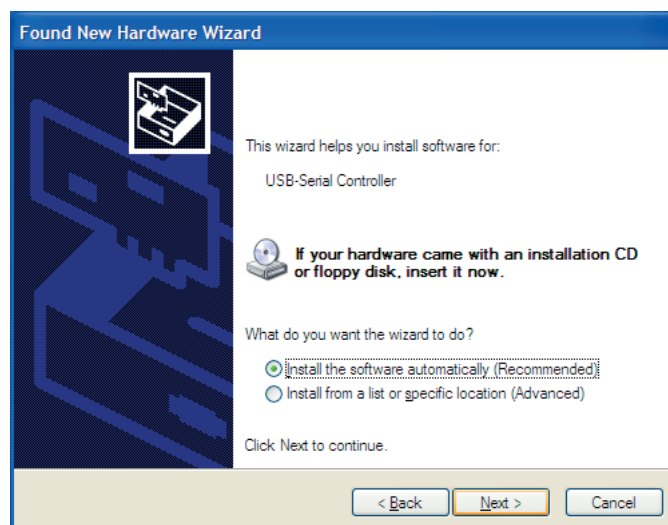 Found New Hardware Wizard
This wizard helps you install software for:
USB-Serial Controller
If your hardware came with an installation CD
or floppy disk, insert it now.
What do you want the wizard to do?
Install the software automatically (Recommended)
Install from a list or specific location (Advanced)
Click Next to continue.
< Back Next > Cancel